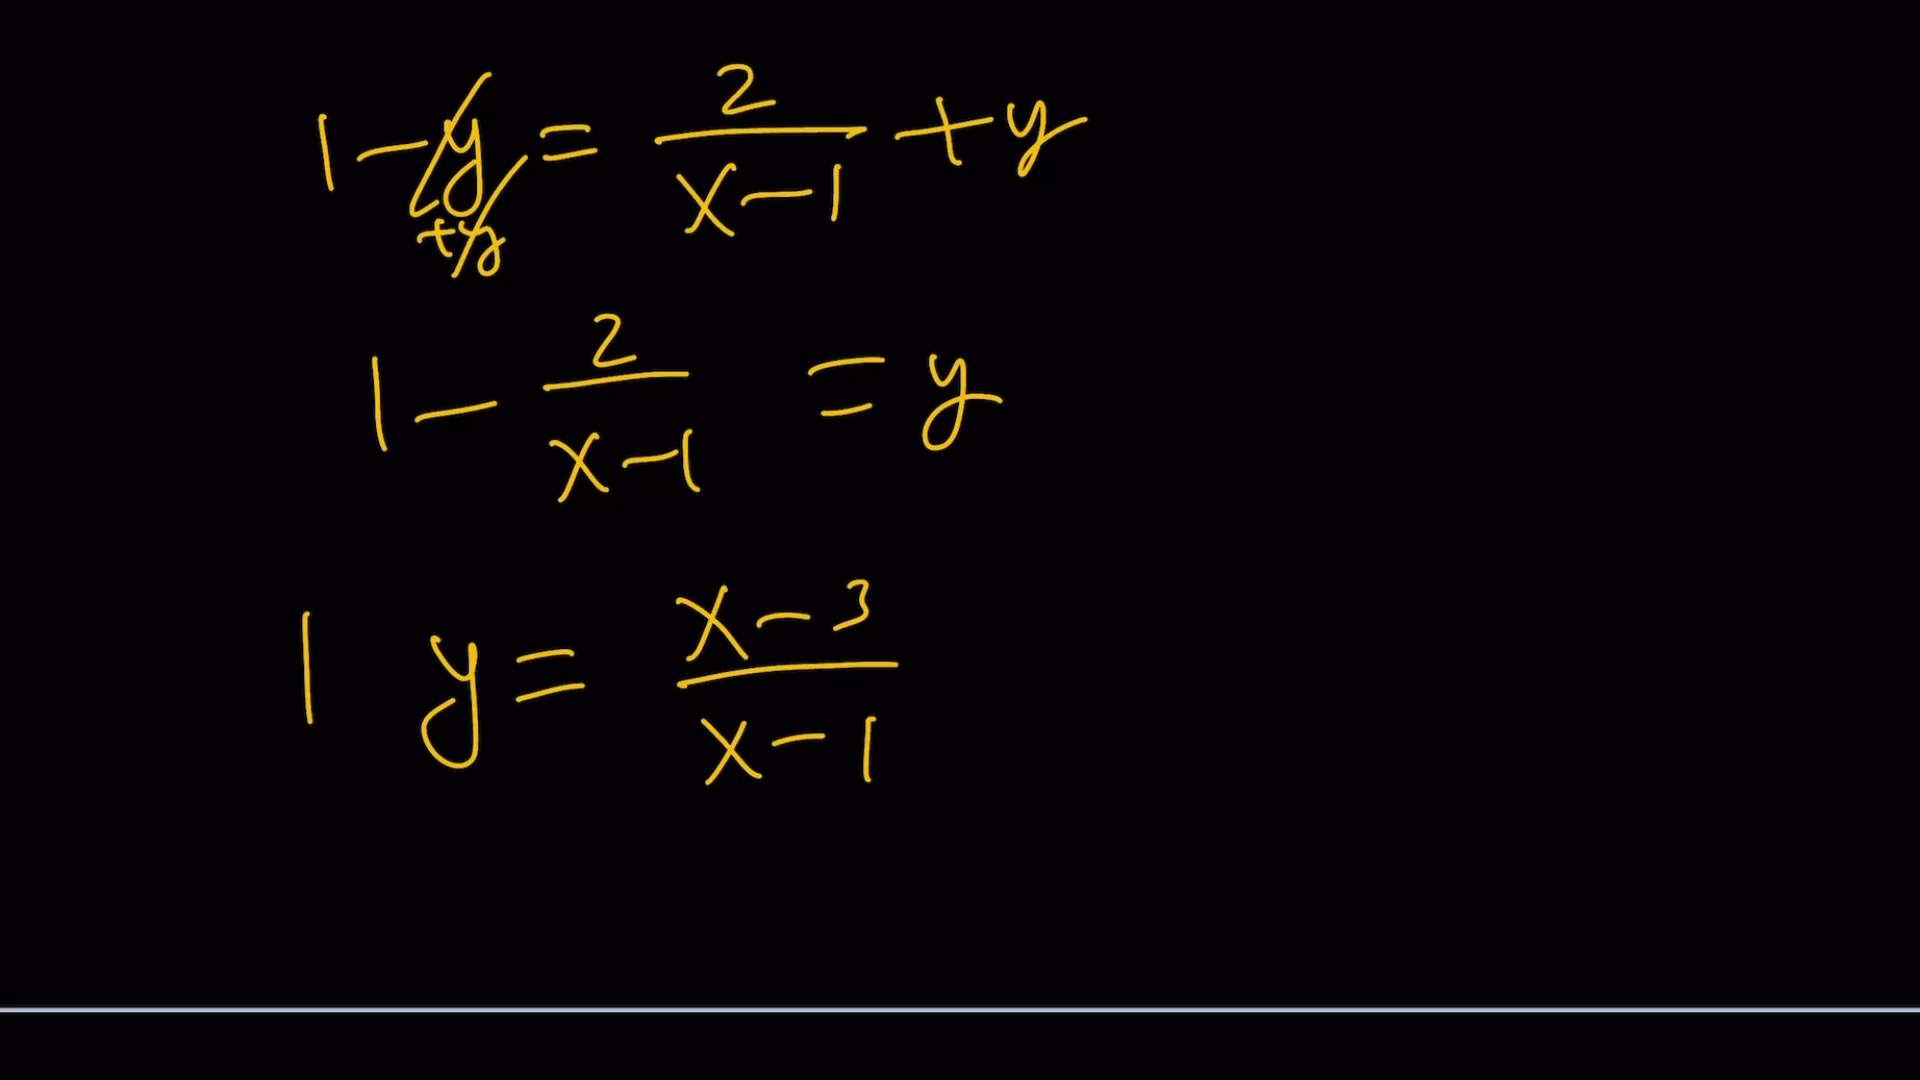 1 - y = 2/(x - 1) + y
+y
1 - 2/(x - 1) = y
1 y = (x - 3)/(x - 1)